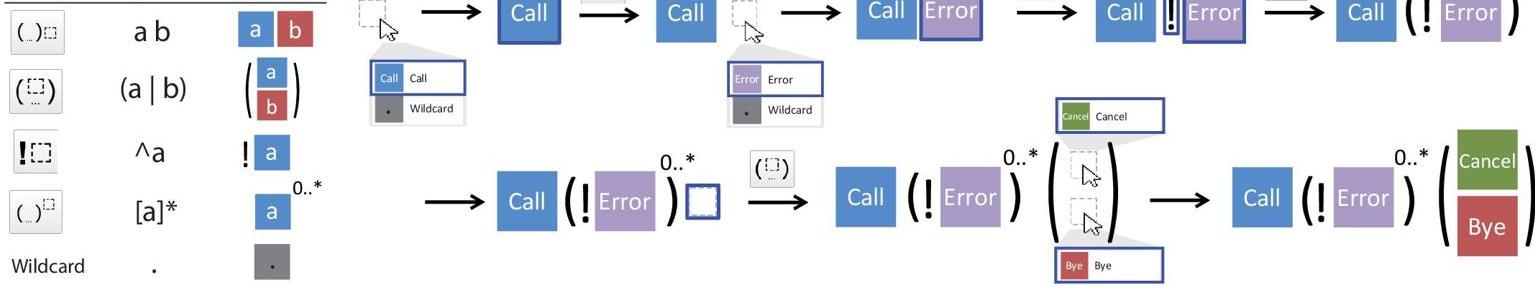 (...) a b a b
(...) (a | b) ( a b )
! ^a ! a
(...) [a]* a 0..*
Wildcard . .
Call Call Call Error Call ! Error Call (! Error )
Call Call
. Wildcard
Error Error
. Wildcard
Cancel Cancel
Call (! Error ) 0..* (...) Call (! Error ) 0..* ( ) Call (! Error ) 0..* ( Cancel Bye )
Bye Bye